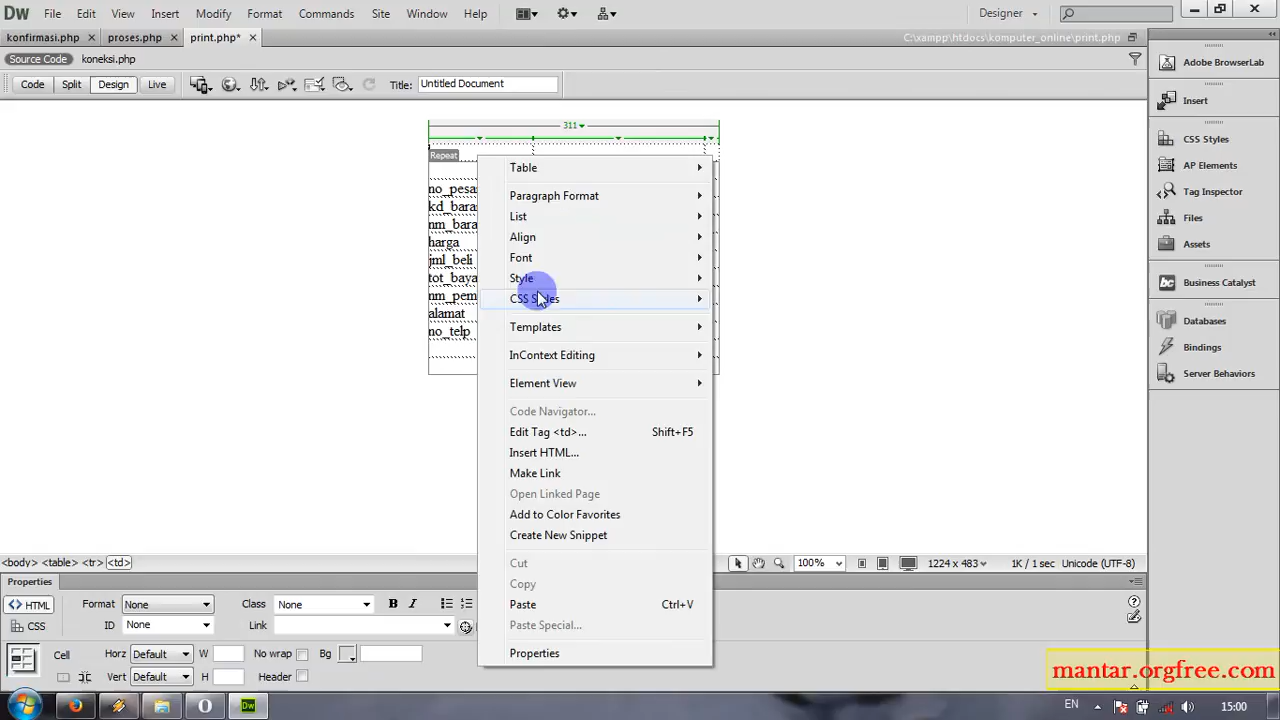 Dw File Edit View Insert Modify Format Commands Site Window Help Designer
konfirmasi.php proses.php print.php* C:\xampp\htdocs\komputer_online\print.php
Source Code koneksi.php
Code Split Design Live Title: Untitled Document
Adobe BrowserLab
Insert
CSS Styles
AP Elements
Tag Inspector
Files
Assets
Business Catalyst
Databases
Bindings
Server Behaviors
311
Repeat
no_pesa
kd_bara
nm_bara
harga
jml_beli
tot_baya
nm_pem
alamat
no_telp
Table
Paragraph Format
List
Align
Font
Style
CSS Styles
Templates
InContext Editing
Element View
Code Navigator...
Edit Tag <td>... Shift+F5
Insert HTML...
Make Link
Open Linked Page
Add to Color Favorites
Create New Snippet
Cut
Copy
Paste Ctrl+V
Paste Special...
Properties
<body> <table> <tr> <td> 100% 1224 x 483 1K / 1 sec Unicode (UTF-8)
Properties
<> HTML Format None Class None B I
CSS ID None Link
Cell Horz Default W No wrap Bg
Vert Default H Header
mantar.orgfree.com
Dw EN 15:00